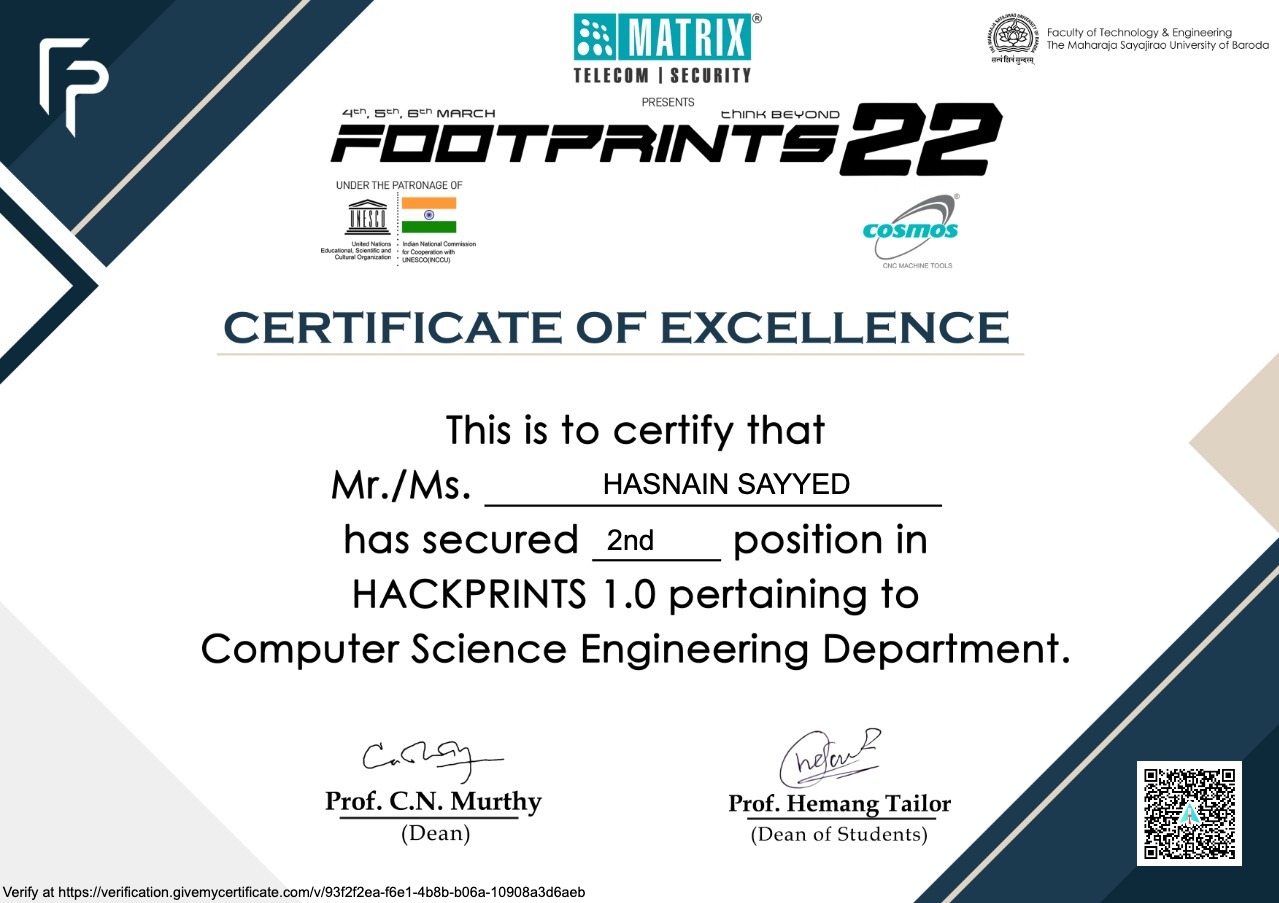 FP
MATRIX®
TELECOM | SECURITY
Faculty of Technology & Engineering
The Maharaja Sayajirao University of Baroda
सत्यं शिवं सुन्दरम्
PRESENTS
4th, 5th, 6th MARCH
think BEYOND
FOOTPRINTS 22
UNDER THE PATRONAGE OF
UNESCO
United Nations
Educational, Scientific and
Cultural Organization
Indian National Commission
for Cooperation with
UNESCO(INCCU)
cosmos®
CNC MACHINE TOOLS
CERTIFICATE OF EXCELLENCE
This is to certify that
Mr./Ms. HASNAIN SAYYED
has secured 2nd position in
HACKPRINTS 1.0 pertaining to
Computer Science Engineering Department.
Prof. C.N. Murthy
(Dean)
Prof. Hemang Tailor
(Dean of Students)
Verify at https://verification.givemycertificate.com/v/93f2f2ea-f6e1-4b8b-b06a-10908a3d6aeb